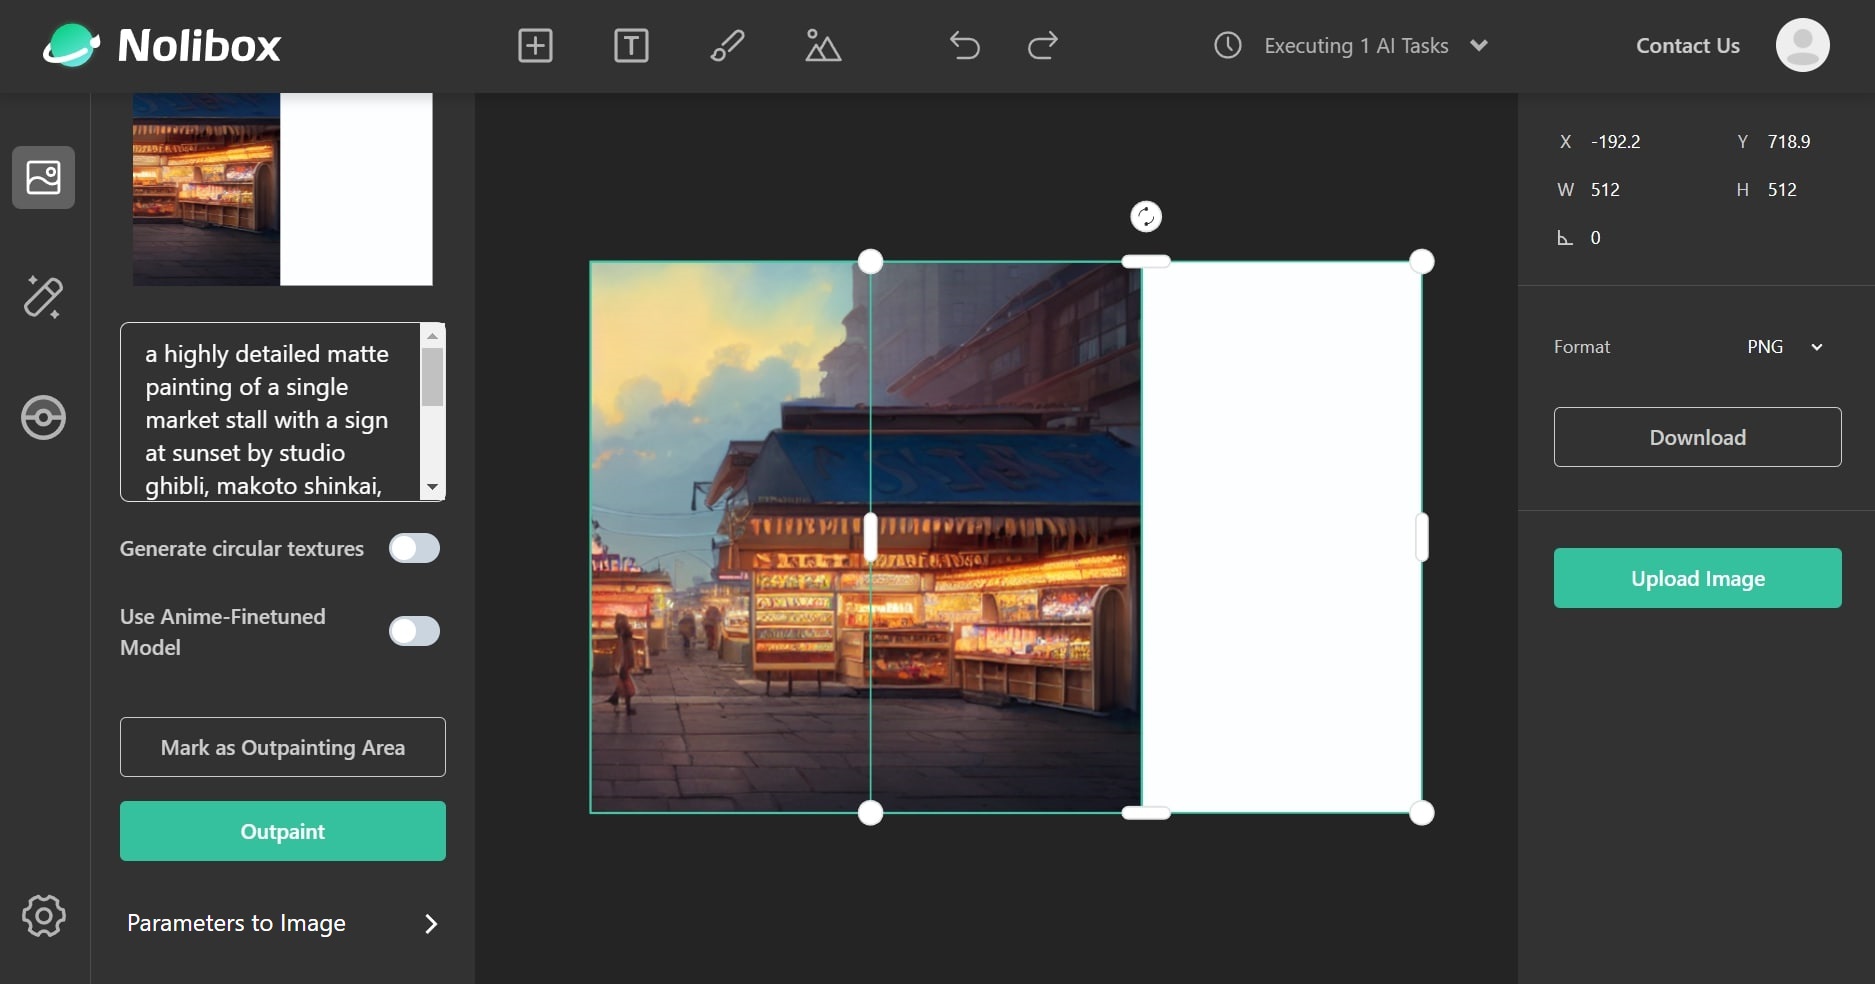 Nolibox
T
Executing 1 AI Tasks
Contact Us
a highly detailed matte
painting of a single
market stall with a sign
at sunset by studio
ghibli, makoto shinkai,
Generate circular textures
Use Anime-Finetuned
Model
Mark as Outpainting Area
Outpaint
Parameters to Image
X -192.2 Y 718.9
W 512 H 512
0
Format PNG
Download
Upload Image